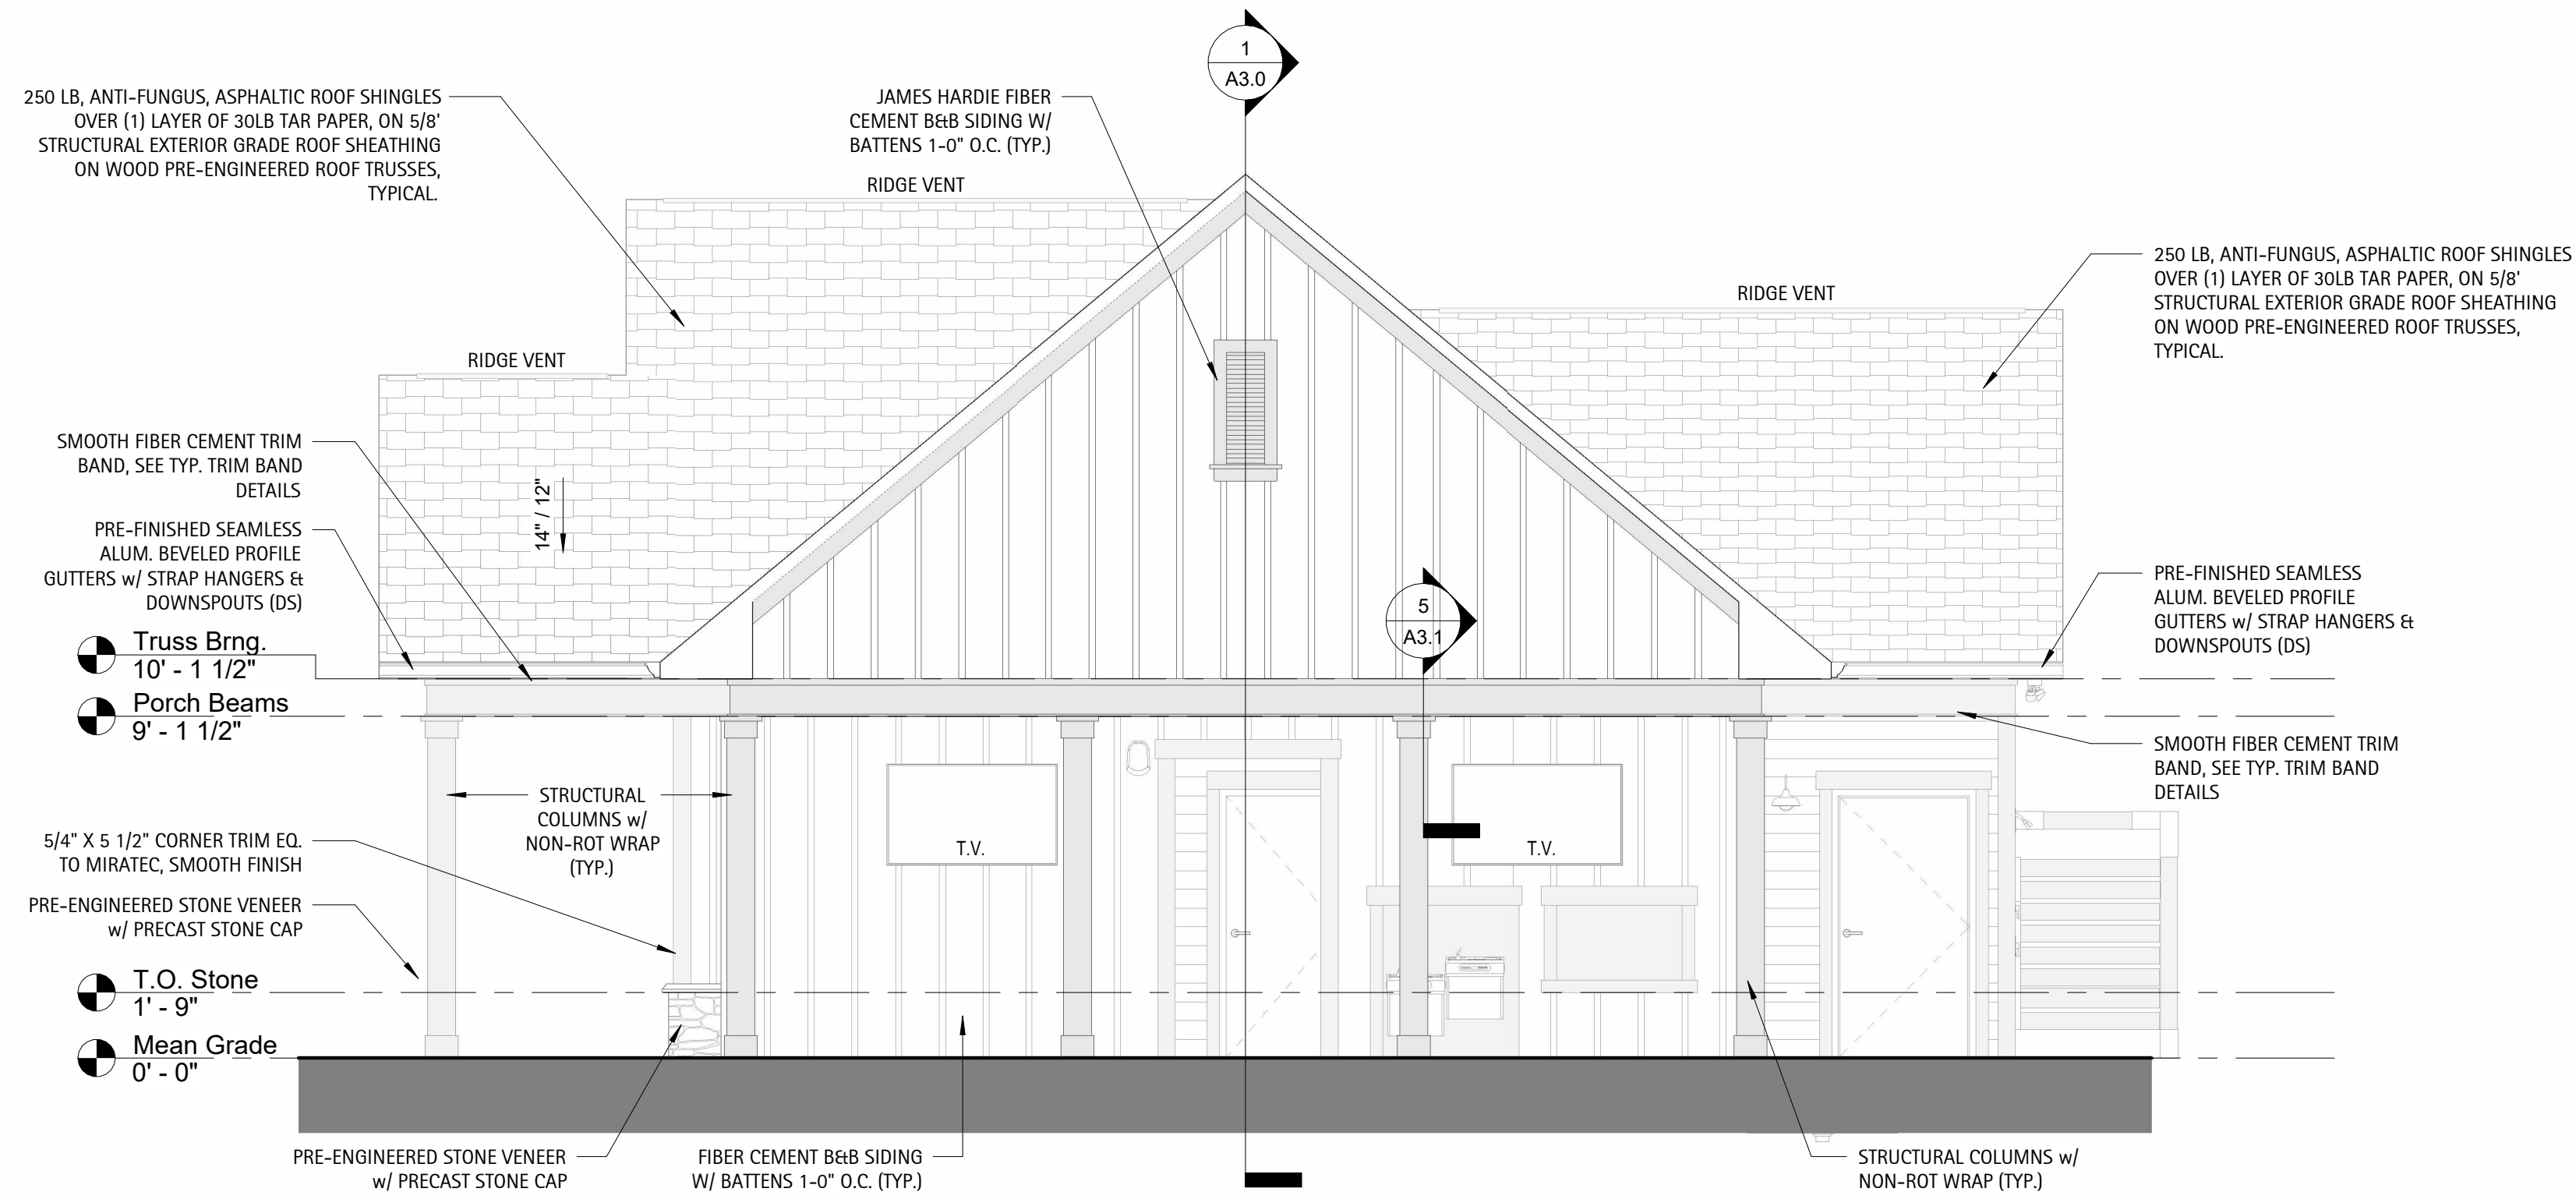 1
A3.0
250 LB, ANTI-FUNGUS, ASPHALTIC ROOF SHINGLES
OVER (1) LAYER OF 30LB TAR PAPER, ON 5/8'
STRUCTURAL EXTERIOR GRADE ROOF SHEATHING
ON WOOD PRE-ENGINEERED ROOF TRUSSES,
TYPICAL.
JAMES HARDIE FIBER
CEMENT B&B SIDING W/
BATTENS 1-0" O.C. (TYP.)
RIDGE VENT
250 LB, ANTI-FUNGUS, ASPHALTIC ROOF SHINGLES
OVER (1) LAYER OF 30LB TAR PAPER, ON 5/8'
STRUCTURAL EXTERIOR GRADE ROOF SHEATHING
ON WOOD PRE-ENGINEERED ROOF TRUSSES,
TYPICAL.
RIDGE VENT
RIDGE VENT
SMOOTH FIBER CEMENT TRIM
BAND, SEE TYP. TRIM BAND
DETAILS
14" / 12"
PRE-FINISHED SEAMLESS
ALUM. BEVELED PROFILE
GUTTERS w/ STRAP HANGERS &
DOWNSPOUTS (DS)
PRE-FINISHED SEAMLESS
ALUM. BEVELED PROFILE
GUTTERS w/ STRAP HANGERS &
DOWNSPOUTS (DS)
5
A3.1
Truss Brng.
10' - 1 1/2"
Porch Beams
9' - 1 1/2"
SMOOTH FIBER CEMENT TRIM
BAND, SEE TYP. TRIM BAND
DETAILS
STRUCTURAL
COLUMNS w/
NON-ROT WRAP
(TYP.)
T.V.
T.V.
5/4" X 5 1/2" CORNER TRIM EQ.
TO MIRATEC, SMOOTH FINISH
PRE-ENGINEERED STONE VENEER
w/ PRECAST STONE CAP
T.O. Stone
1' - 9"
Mean Grade
0' - 0"
PRE-ENGINEERED STONE VENEER
w/ PRECAST STONE CAP
FIBER CEMENT B&B SIDING
W/ BATTENS 1-0" O.C. (TYP.)
STRUCTURAL COLUMNS w/
NON-ROT WRAP (TYP.)